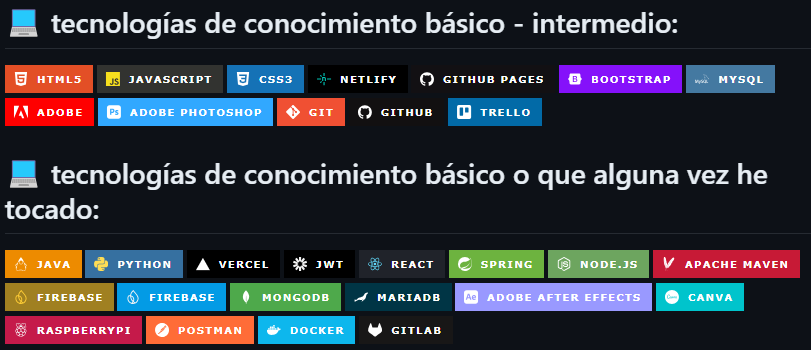 tecnologías de conocimiento básico - intermedio:
HTML5 JAVASCRIPT CSS3 NETLIFY GITHUB PAGES BOOTSTRAP MYSQL
ADOBE ADOBE PHOTOSHOP GIT GITHUB TRELLO
tecnologías de conocimiento básico o que alguna vez he
tocado:
JAVA PYTHON VERCEL JWT REACT SPRING NODE.JS APACHE MAVEN
FIREBASE FIREBASE MONGODB MARIADB ADOBE AFTER EFFECTS CANVA
RASPBERRYPI POSTMAN DOCKER GITLAB